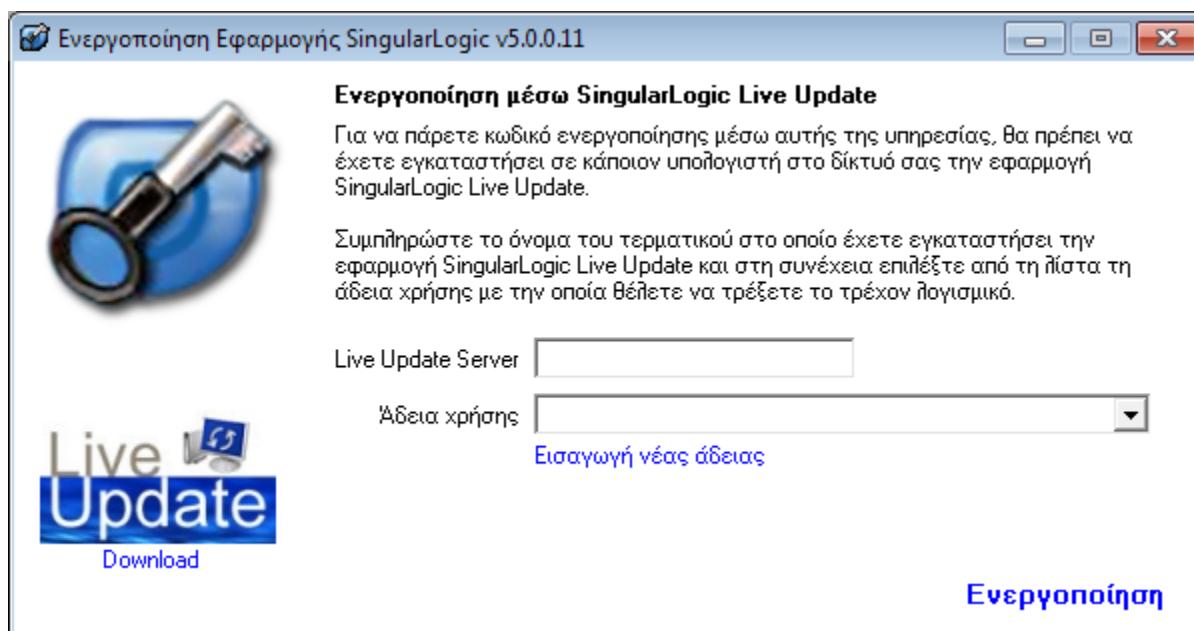 Ενεργοποίηση Εφαρμογής SingularLogic v5.0.0.11
Ενεργοποίηση μέσω SingularLogic Live Update
Για να πάρετε κωδικό ενεργοποίησης μέσω αυτής της υπηρεσίας, θα πρέπει να
έχετε εγκαταστήσει σε κάποιον υπολογιστή στο δίκτυό σας την εφαρμογή
SingularLogic Live Update.
Συμπληρώστε το όνομα του τερματικού στο οποίο έχετε εγκαταστήσει την
εφαρμογή SingularLogic Live Update και στη συνέχεια επιλέξτε από τη λίστα τη
άδεια χρήσης με την οποία θέλετε να τρέξετε το τρέχον λογισμικό.
Live Update Server
Άδεια χρήσης
Εισαγωγή νέας άδειας
Live
Update
Download
Ενεργοποίηση